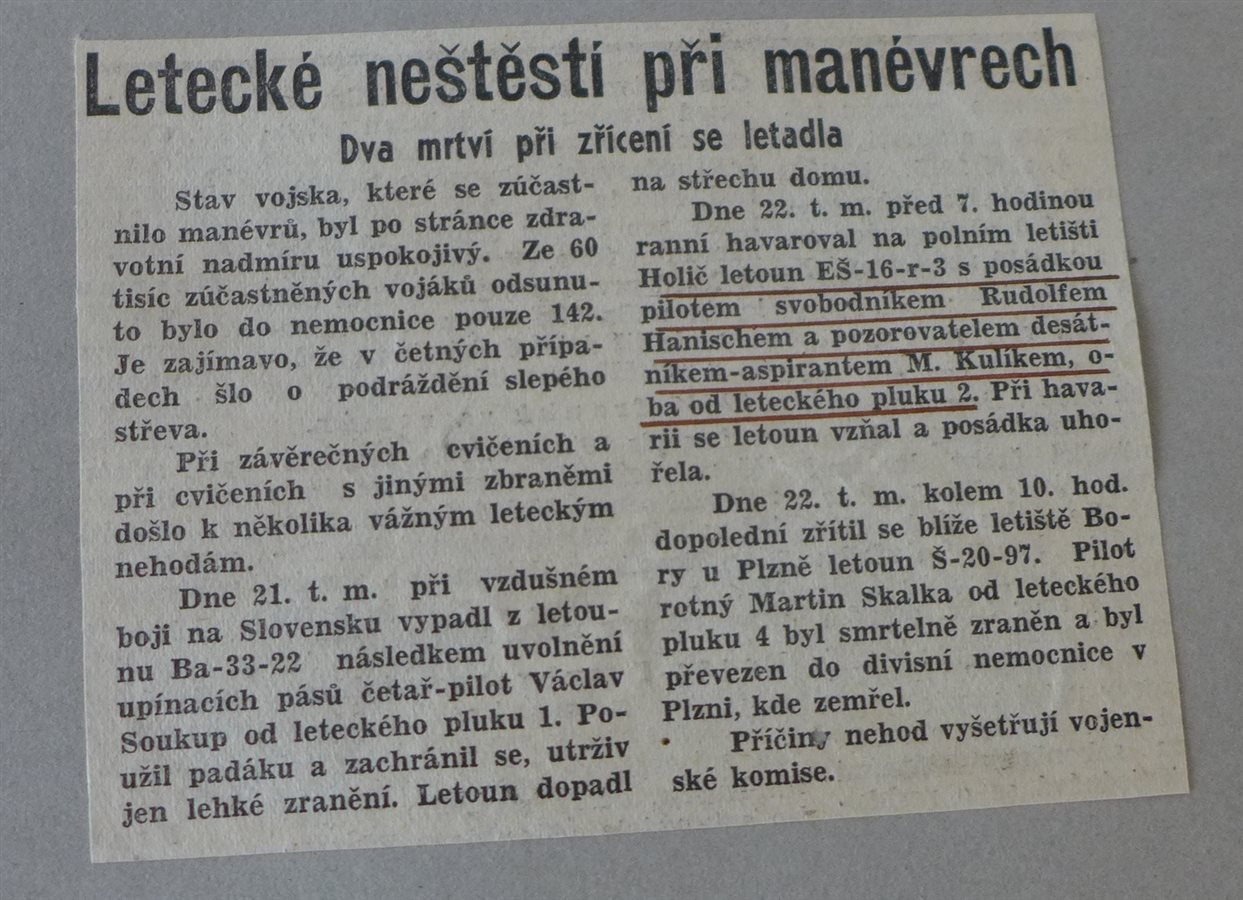 Letecké neštěstí při manévrech
Dva mrtví při zřícení se letadla
Stav vojska, které se zúčast-
nilo manévrů, byl po stránce zdra-
votní nadmíru uspokojivý. Ze 60
tisíc zúčastněných vojáků odsunu-
to bylo do nemocnice pouze 142.
Je zajímavo, že v četných přípa-
dech šlo o podráždění slepého
střeva.
Při závěrečných cvičeních a
při cvičeních s jinými zbraněmi
došlo k několika vážným leteckým
nehodám.
Dne 21. t. m. při vzdušném
boji na Slovensku vypadl z letou-
nu Ba-33-22 následkem uvolnění
upínacích pásů četař-pilot Václav
Soukup od leteckého pluku 1. Po-
užil padáku a zachránil se, utrživ
jen lehké zranění. Letoun dopadl
na střechu domu.
Dne 22. t. m. před 7. hodinou
ranní havaroval na polním letišti
Holič letoun EŠ-16-r-3 s posádkou
pilotem svobodníkem Rudolfem
Hanischem a pozorovatelem desát-
níkem-aspirantem M. Kulíkem, o-
ba od leteckého pluku 2. Při hava-
rii se letoun vzňal a posádka uho-
řela.
Dne 22. t. m. kolem 10. hod.
dopolední zřítil se blíže letiště Bo-
ry u Plzně letoun Š-20-97. Pilot
rotný Martin Skalka od leteckého
pluku 4 byl smrtelně zraněn a byl
převezen do divisní nemocnice v
Plzni, kde zemřel.
Příčiny nehod vyšetřují vojen-
ské komise.